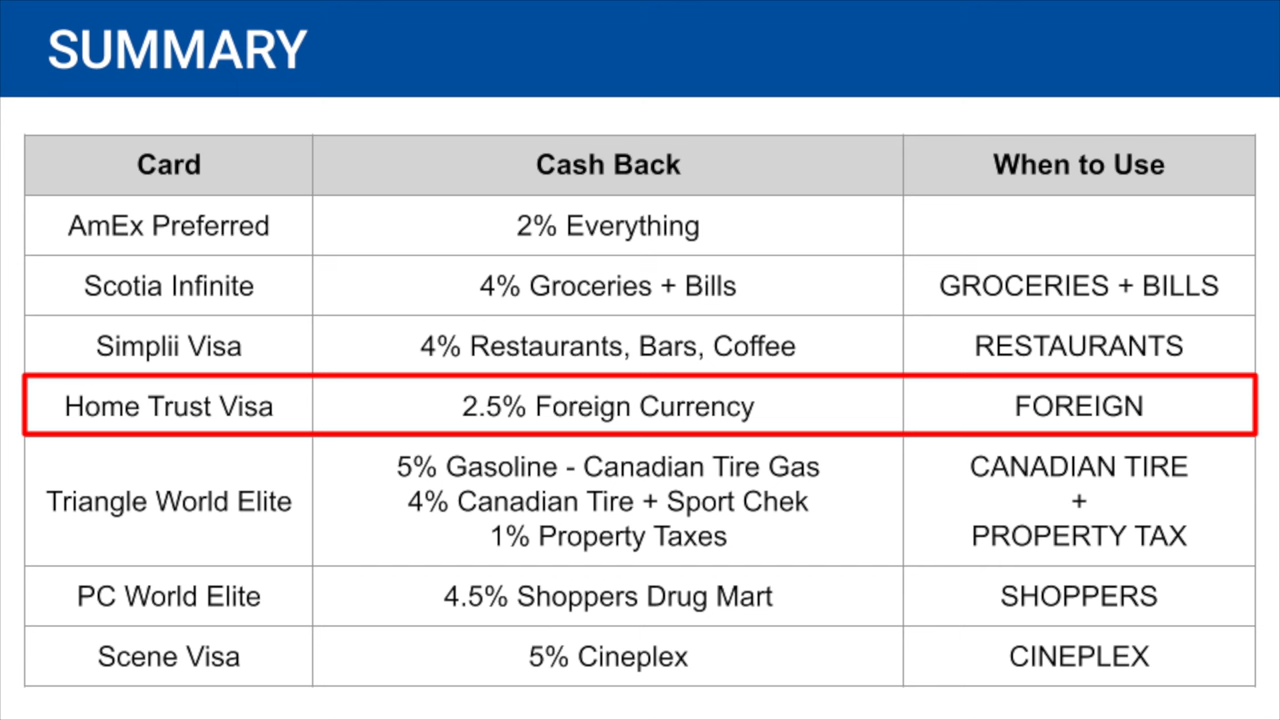 SUMMARY
Card Cash Back When to Use
AmEx Preferred 2% Everything
Scotia Infinite 4% Groceries + Bills GROCERIES + BILLS
Simplii Visa 4% Restaurants, Bars, Coffee RESTAURANTS
Home Trust Visa 2.5% Foreign Currency FOREIGN
5% Gasoline - Canadian Tire Gas CANADIAN TIRE
Triangle World Elite 4% Canadian Tire + Sport Chek +
1% Property Taxes PROPERTY TAX
PC World Elite 4.5% Shoppers Drug Mart SHOPPERS
Scene Visa 5% Cineplex CINEPLEX